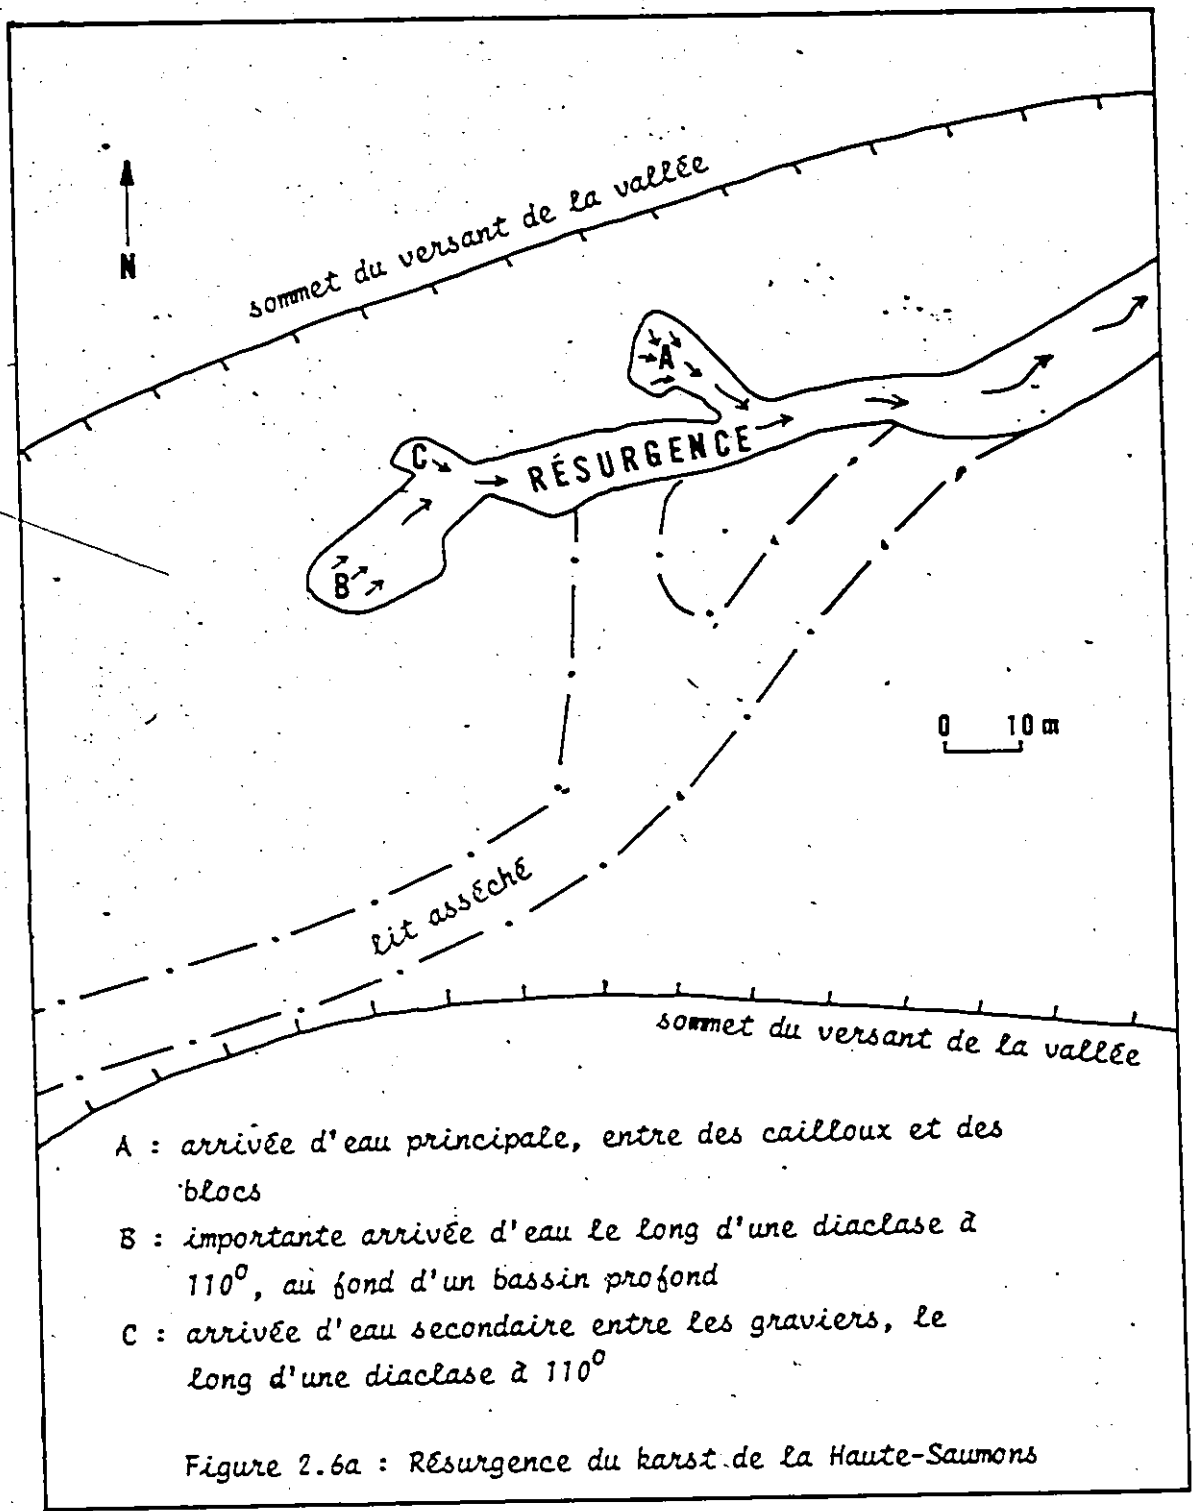 sommet du versant de la vallée
N
A
C
RÉSURGENCE
B
0 10 m
lit asséché
sommet du versant de la vallée
A : arrivée d'eau principale, entre des cailloux et des
blocs
B : importante arrivée d'eau le long d'une diaclase à
110º, au fond d'un bassin profond
C : arrivée d'eau secondaire entre les graviers, le
long d'une diaclase à 110º
Figure 2.6a : Résurgence du karst de la Haute-Saumons